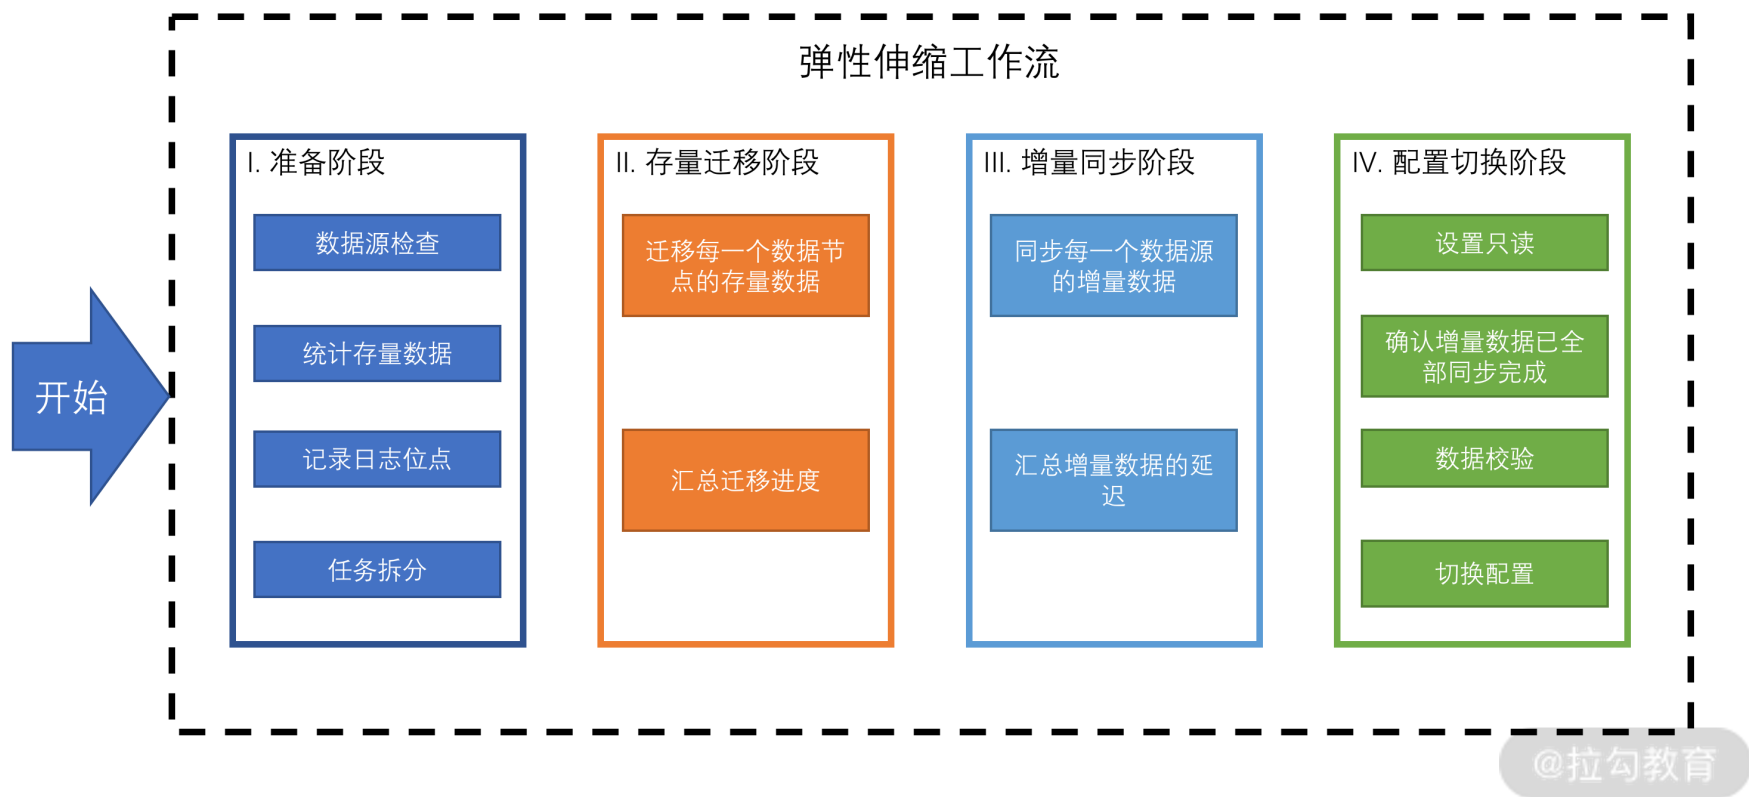 弹性伸缩工作流
开始
I. 准备阶段
数据源检查
统计存量数据
记录日志位点
任务拆分
II. 存量迁移阶段
迁移每一个数据节
点的存量数据
汇总迁移进度
III. 增量同步阶段
同步每一个数据源
的增量数据
汇总增量数据的延
迟
IV. 配置切换阶段
设置只读
确认增量数据已全
部同步完成
数据校验
切换配置
@拉勾教育